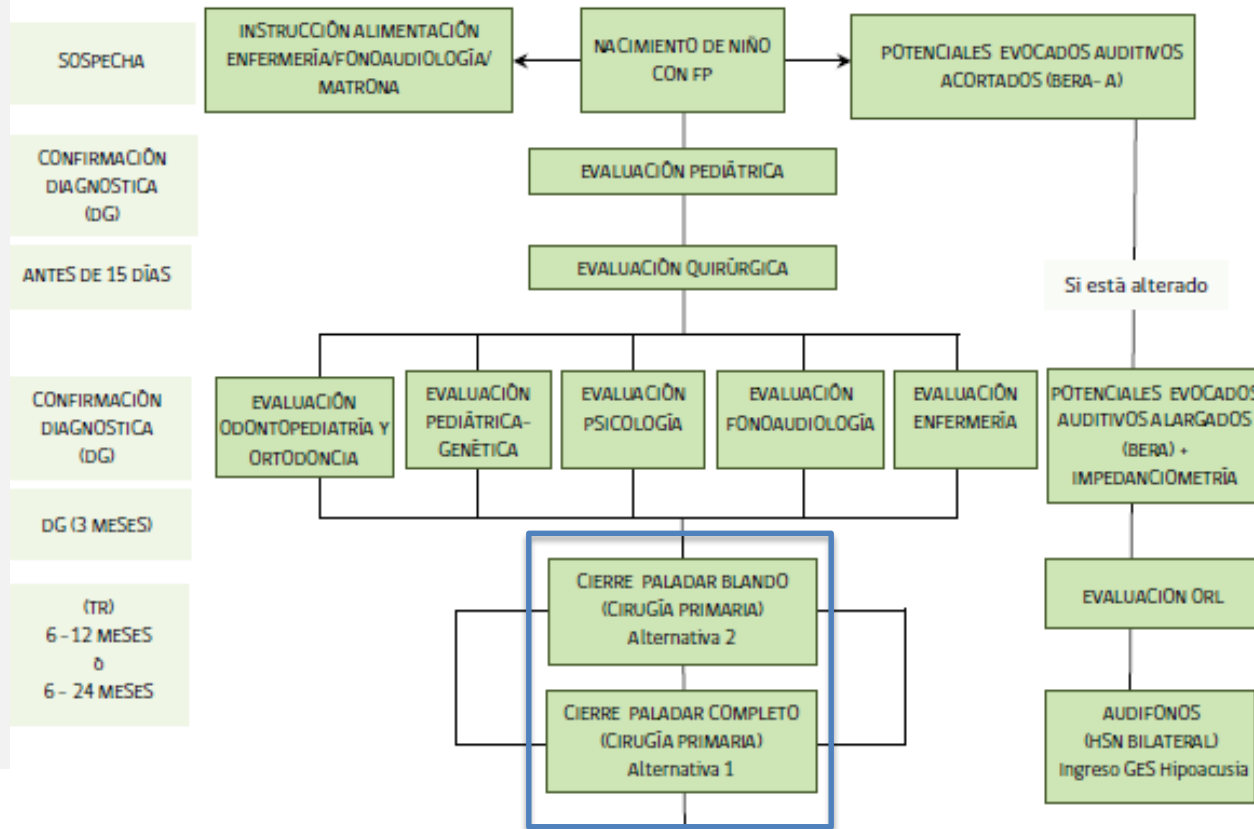 SOSPECHA
INSTRUCCIÓN ALIMENTACIÓN
ENFERMERÍA/FONOAUDIOLOGÍA/
MATRONA
NACIMIENTO DE NIÑO
CON FP
POTENCIALES EVOCADOS AUDITIVOS
ACORTADOS (BERA- A)
CONFIRMACIÓN
DIAGNOSTICA
(DG)
EVALUACIÓN PEDIÁTRICA
ANTES DE 15 DÍAS
EVALUACIÓN QUIRÚRGICA
Si está alterado
CONFIRMACIÓN
DIAGNOSTICA
(DG)
EVALUACIÓN
ODONTOPEDIATRÍA Y
ORTODONCIA
EVALUACIÓN
PEDIÁTRICA-
GENÉTICA
EVALUACIÓN
PSICOLOGÍA
EVALUACIÓN
FONOAUDIOLOGÍA
EVALUACIÓN
ENFERMERÍA
POTENCIALES EVOCADOS
AUDITIVOS ALARGADOS
(BERA) +
IMPEDANCIOMETRÍA
DG (3 MESES)
(TR)
6 - 12 MESES
ó
6 - 24 MESES
CIERRE PALADAR BLANDO
(CIRUGÍA PRIMARIA)
Alternativa 2
EVALUACION ORL
CIERRE PALADAR COMPLETO
(CIRUGÍA PRIMARIA)
Alternativa 1
AUDIFONOS
(HSN BILATERAL)
Ingreso GES Hipoacusia